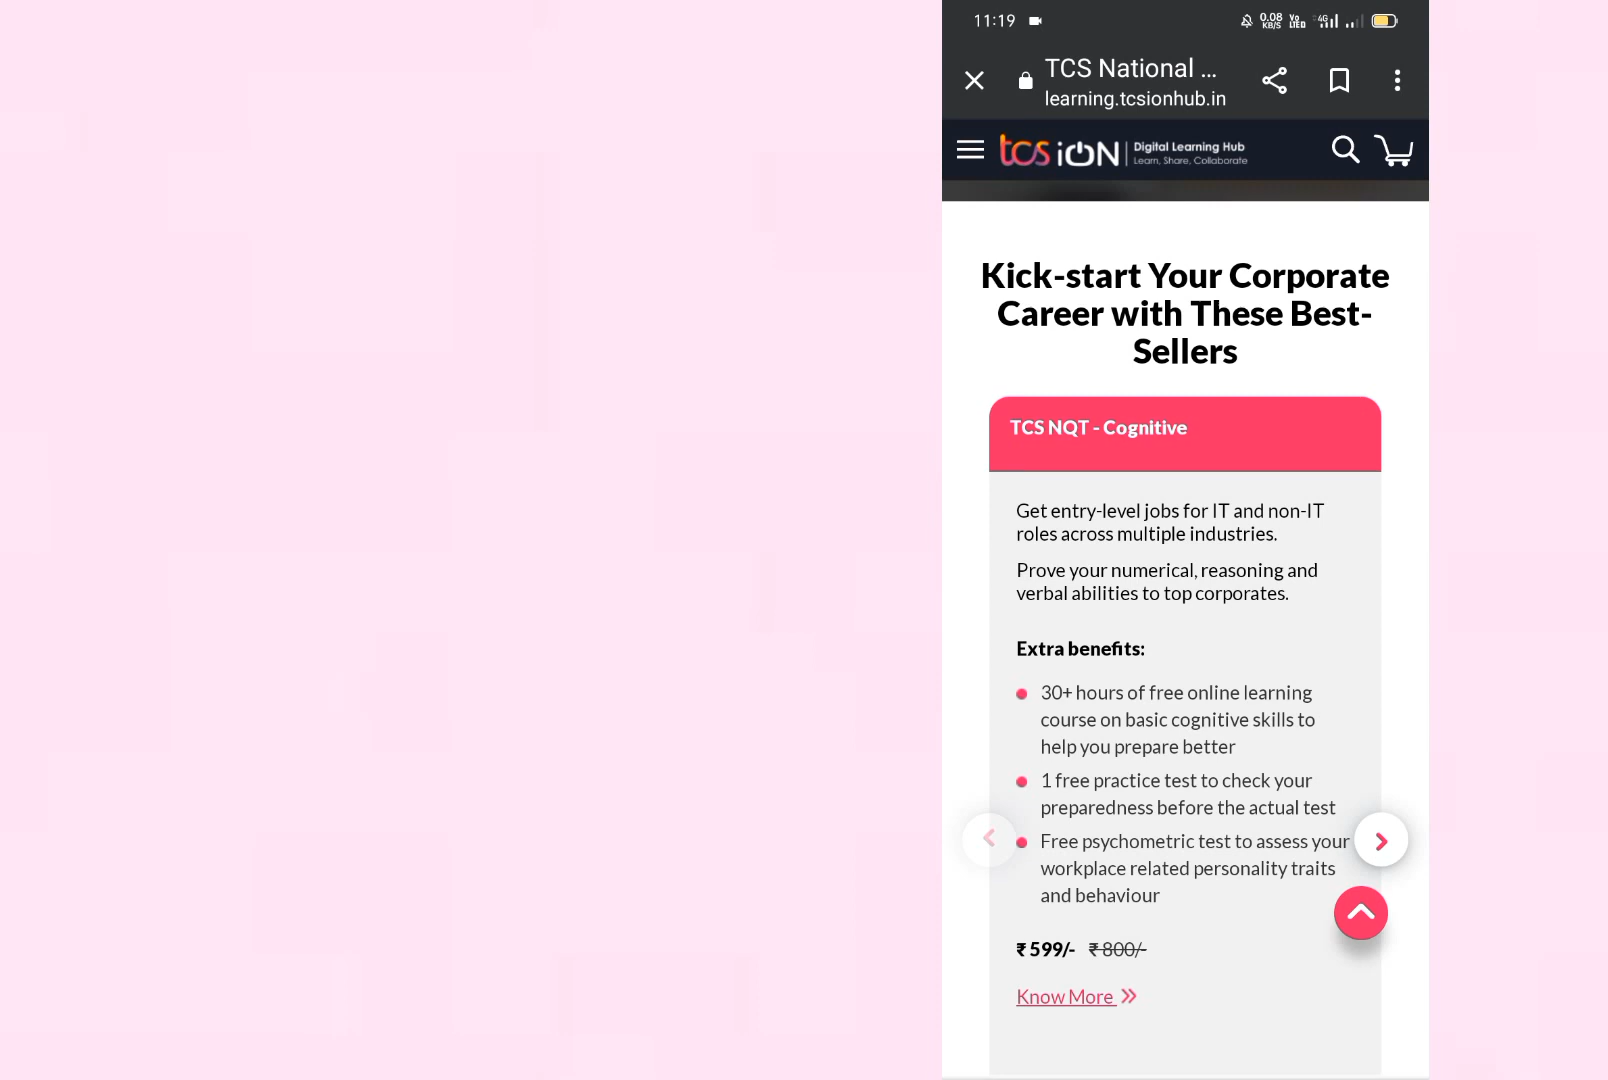 11:19
0.08
KB/S
Vo
LTED
4G
TCS National ...
learning.tcsionhub.in
tcs iON | Digital Learning Hub
Learn, Share, Collaborate
Kick-start Your Corporate
Career with These Best-
Sellers
TCS NQT - Cognitive
Get entry-level jobs for IT and non-IT
roles across multiple industries.
Prove your numerical, reasoning and
verbal abilities to top corporates.
Extra benefits:
30+ hours of free online learning
course on basic cognitive skills to
help you prepare better
1 free practice test to check your
preparedness before the actual test
Free psychometric test to assess your
workplace related personality traits
and behaviour
₹ 599/- ₹ 800/-
Know More